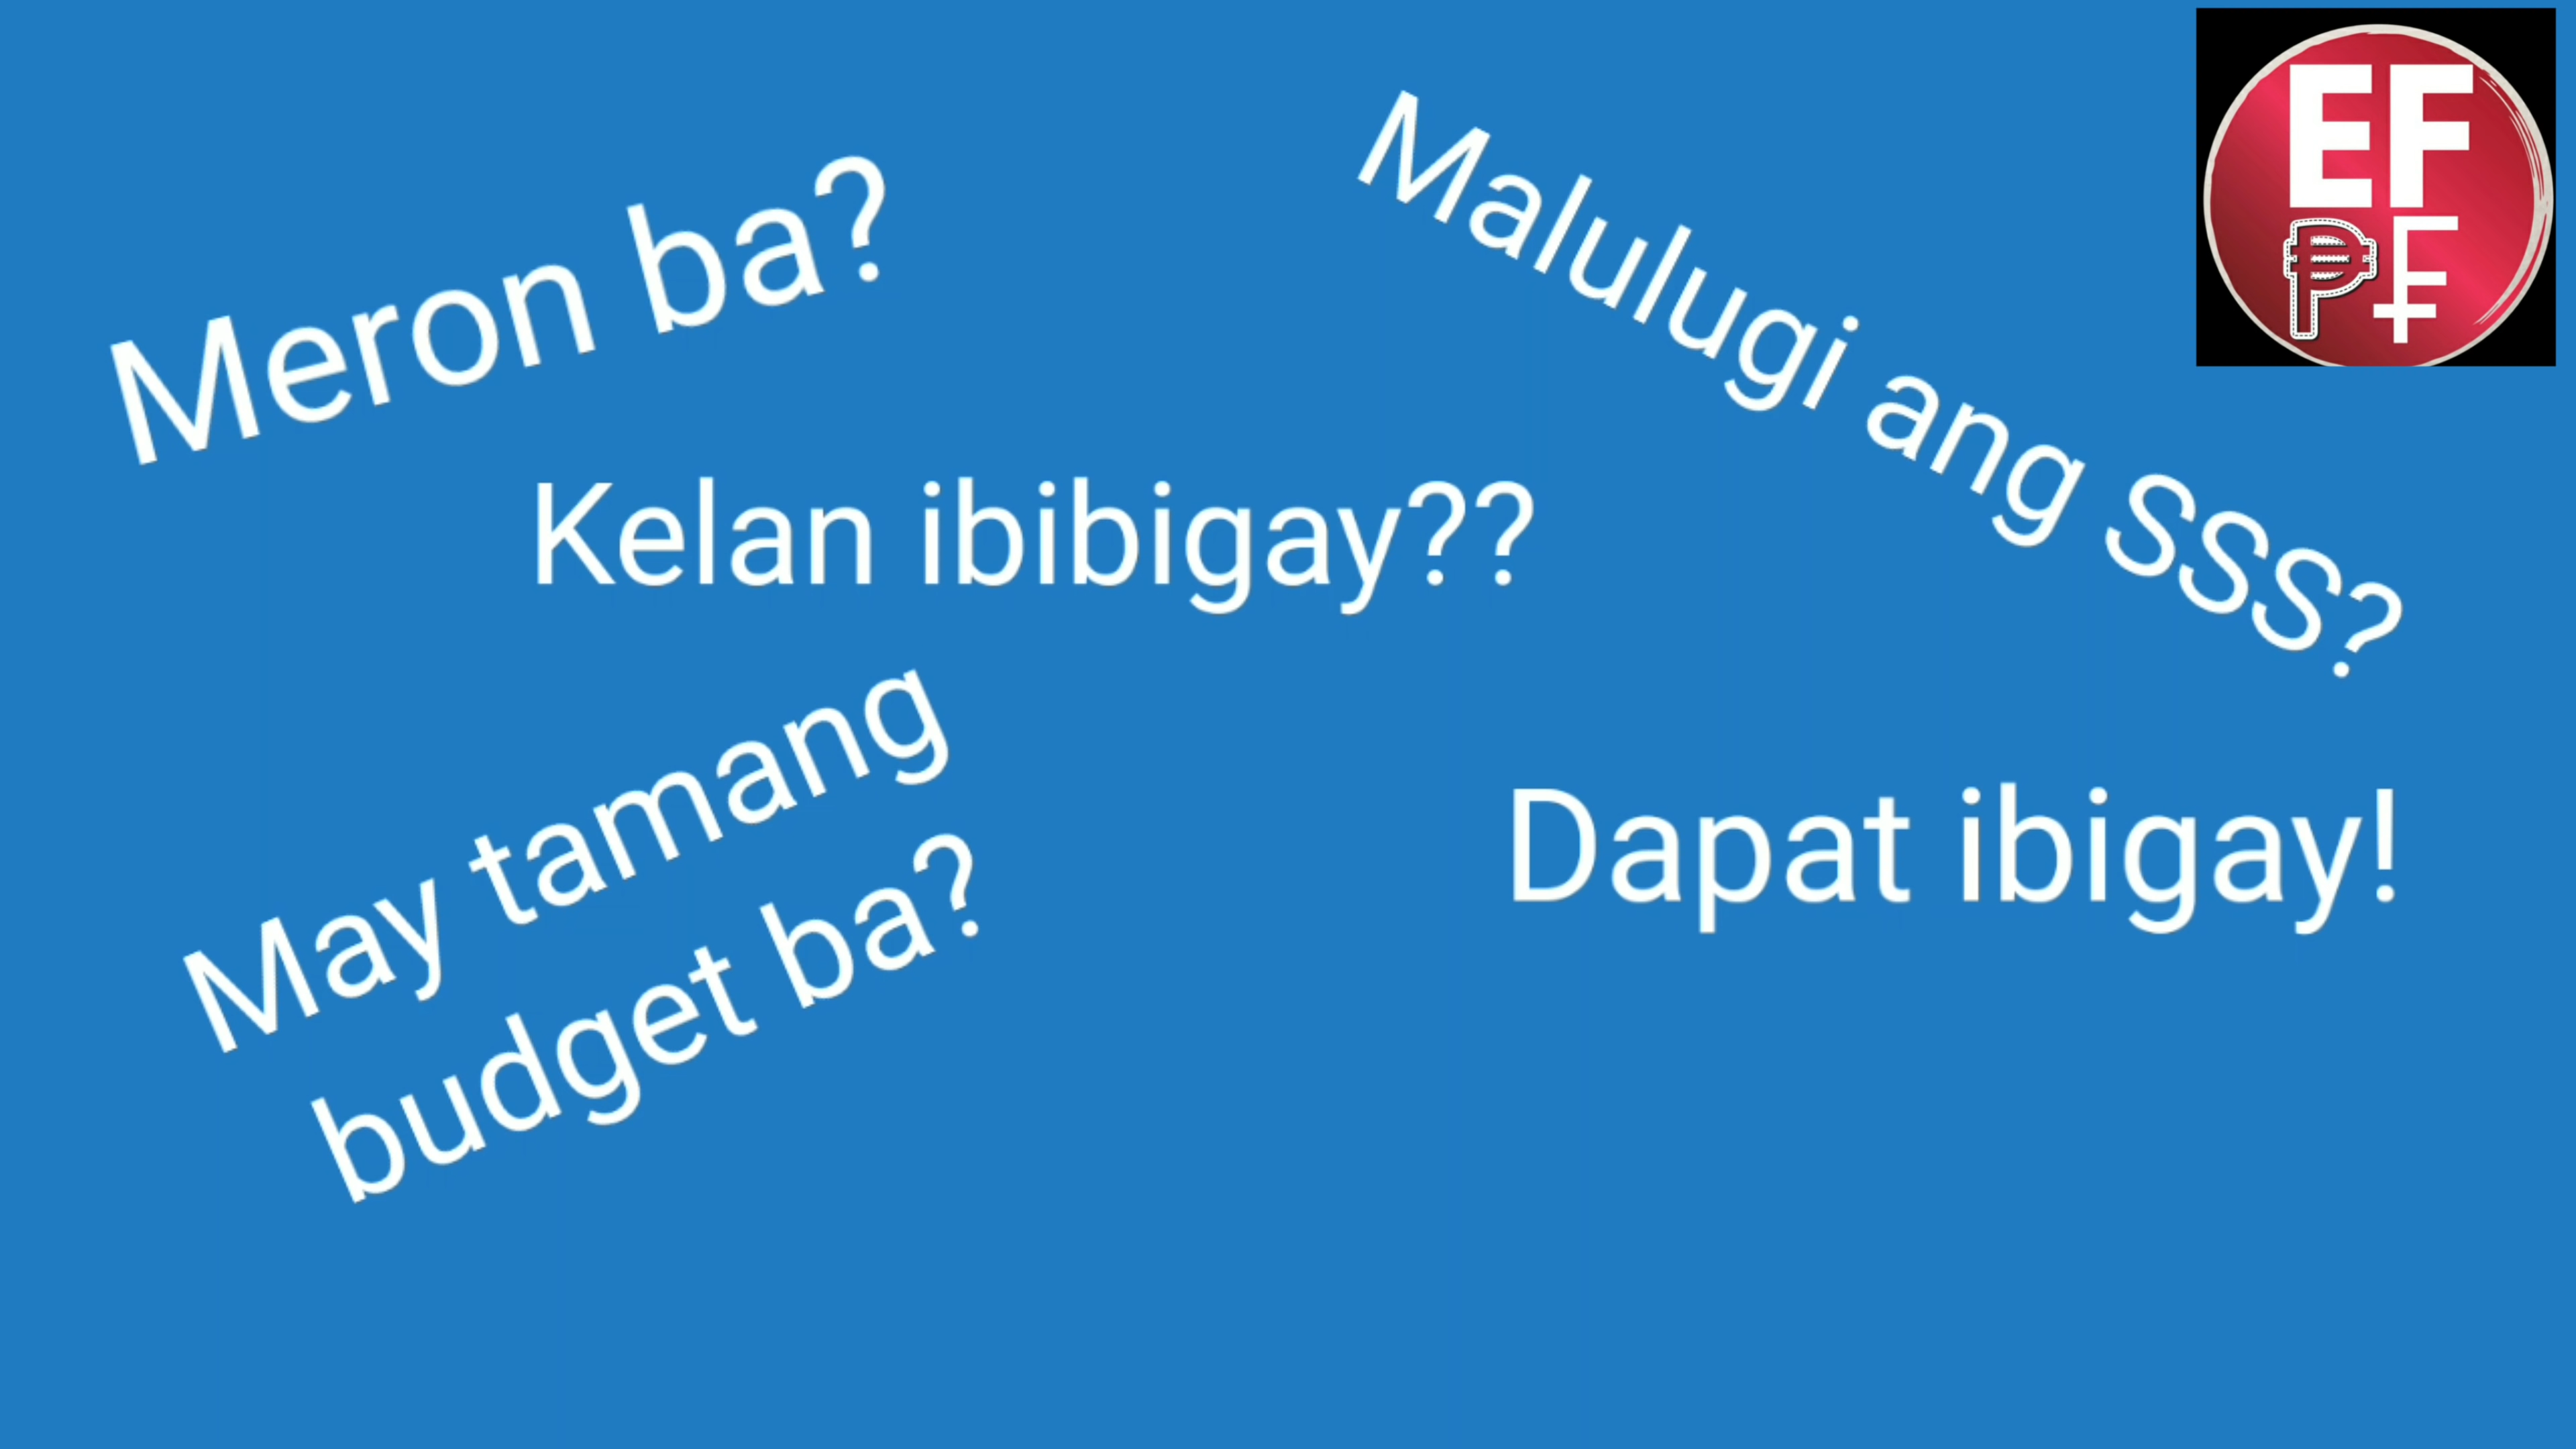 EF
₱F
Meron ba?
Malulugi ang SSS?
Kelan ibibigay??
May tamang
budget ba?
Dapat ibigay!